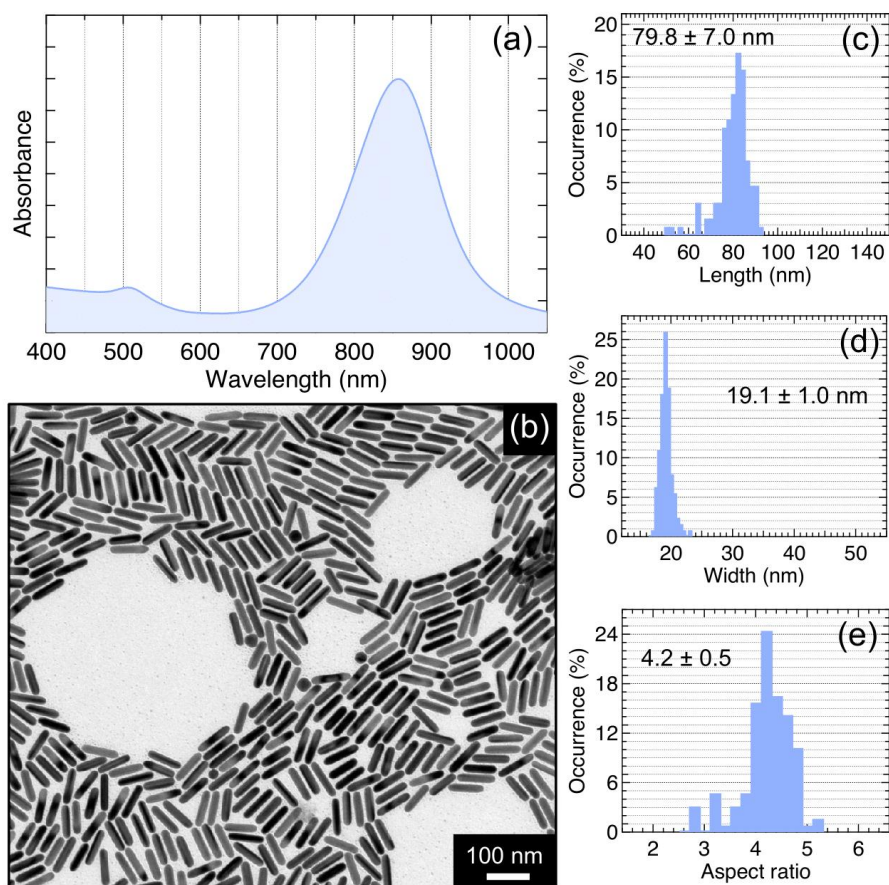 (a)
Absorbance
400 500 600 700 800 900 1000
Wavelength (nm)
(b)
100 nm
(c)
79.8 ± 7.0 nm
Occurrence (%)
20
15
10
5
0
40 60 80 100 120 140
Length (nm)
(d)
19.1 ± 1.0 nm
Occurrence (%)
25
20
15
10
5
0
20 30 40 50
Width (nm)
(e)
4.2 ± 0.5
Occurrence (%)
24
18
12
6
0
2 3 4 5 6
Aspect ratio